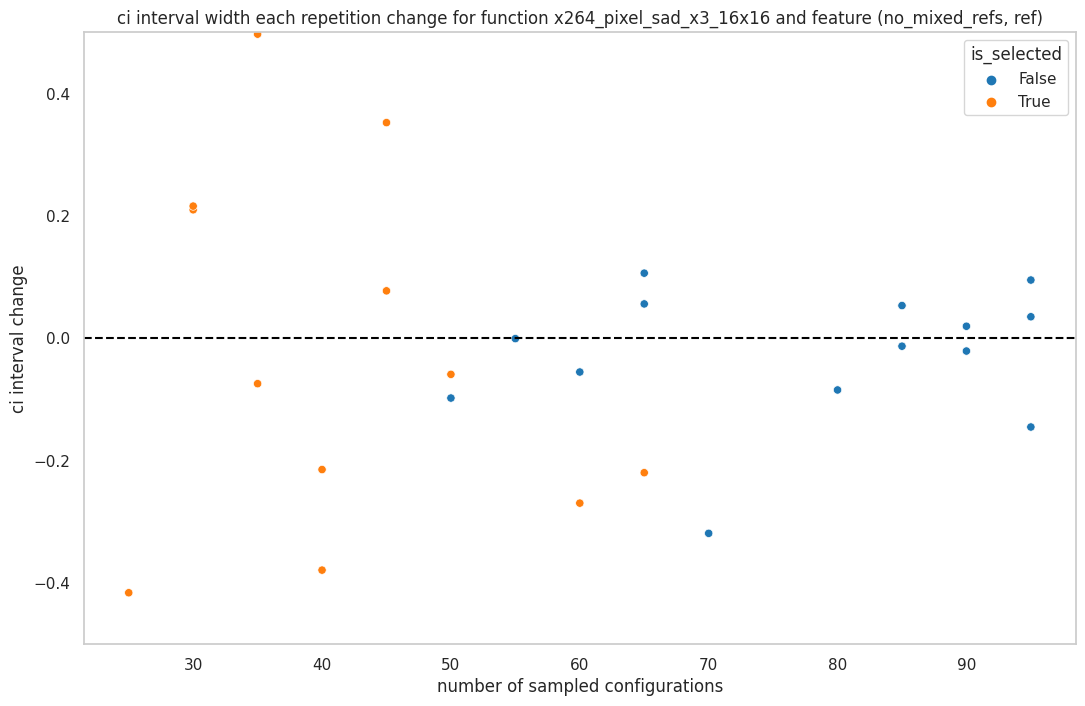 ci interval width each repetition change for function x264_pixel_sad_x3_16x16 and feature (no_mixed_refs, ref)
is_selected
False
True
0.4
0.2
0.0
−0.2
−0.4
ci interval change
30 40 50 60 70 80 90
number of sampled configurations